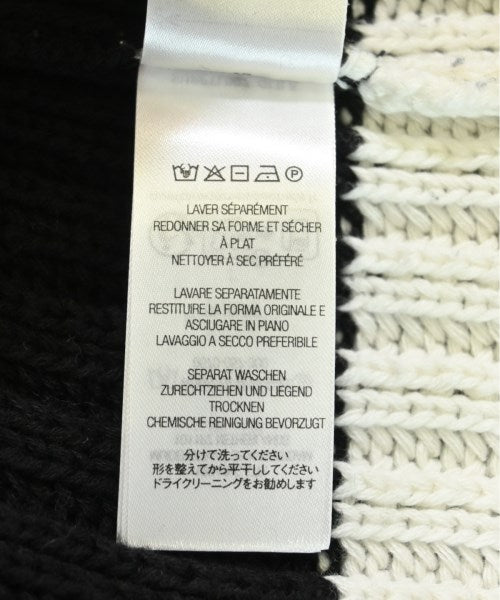 LAVER SÉPARÉMENT
REDONNER SA FORME ET SÉCHER
À PLAT
NETTOYER À SEC PRÉFÉRÉ
LAVARE SEPARATAMENTE
RESTITUIRE LA FORMA ORIGINALE E
ASCIUGARE IN PIANO
LAVAGGIO A SECCO PREFERIBILE
SEPARAT WASCHEN
ZURECHTZIEHEN UND LIEGEND
TROCKNEN
CHEMISCHE REINIGUNG BEVORZUGT
分けて洗ってください
形を整えてから平干ししてください
ドライクリーニングをお勧めします